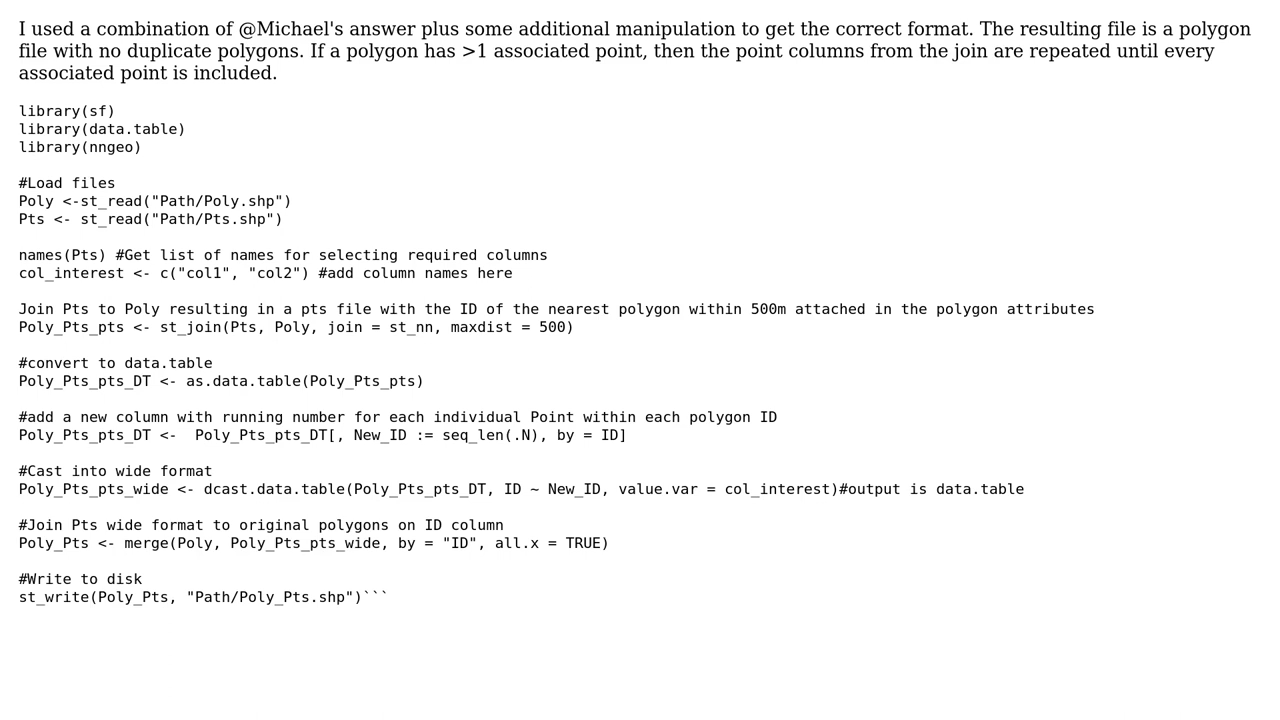 I used a combination of @Michael's answer plus some additional manipulation to get the correct format. The resulting file is a polygon
file with no duplicate polygons. If a polygon has >1 associated point, then the point columns from the join are repeated until every
associated point is included.
library(sf)
library(data.table)
library(nngeo)
#Load files
Poly <-st_read("Path/Poly.shp")
Pts <- st_read("Path/Pts.shp")
names(Pts) #Get list of names for selecting required columns
col_interest <- c("col1", "col2") #add column names here
Join Pts to Poly resulting in a pts file with the ID of the nearest polygon within 500m attached in the polygon attributes
Poly_Pts_pts <- st_join(Pts, Poly, join = st_nn, maxdist = 500)
#convert to data.table
Poly_Pts_pts_DT <- as.data.table(Poly_Pts_pts)
#add a new column with running number for each individual Point within each polygon ID
Poly_Pts_pts_DT <-  Poly_Pts_pts_DT[, New_ID := seq_len(.N), by = ID]
#Cast into wide format
Poly_Pts_pts_wide <- dcast.data.table(Poly_Pts_pts_DT, ID ~ New_ID, value.var = col_interest)#output is data.table
#Join Pts wide format to original polygons on ID column
Poly_Pts <- merge(Poly, Poly_Pts_pts_wide, by = "ID", all.x = TRUE)
#Write to disk
st_write(Poly_Pts, "Path/Poly_Pts.shp")```